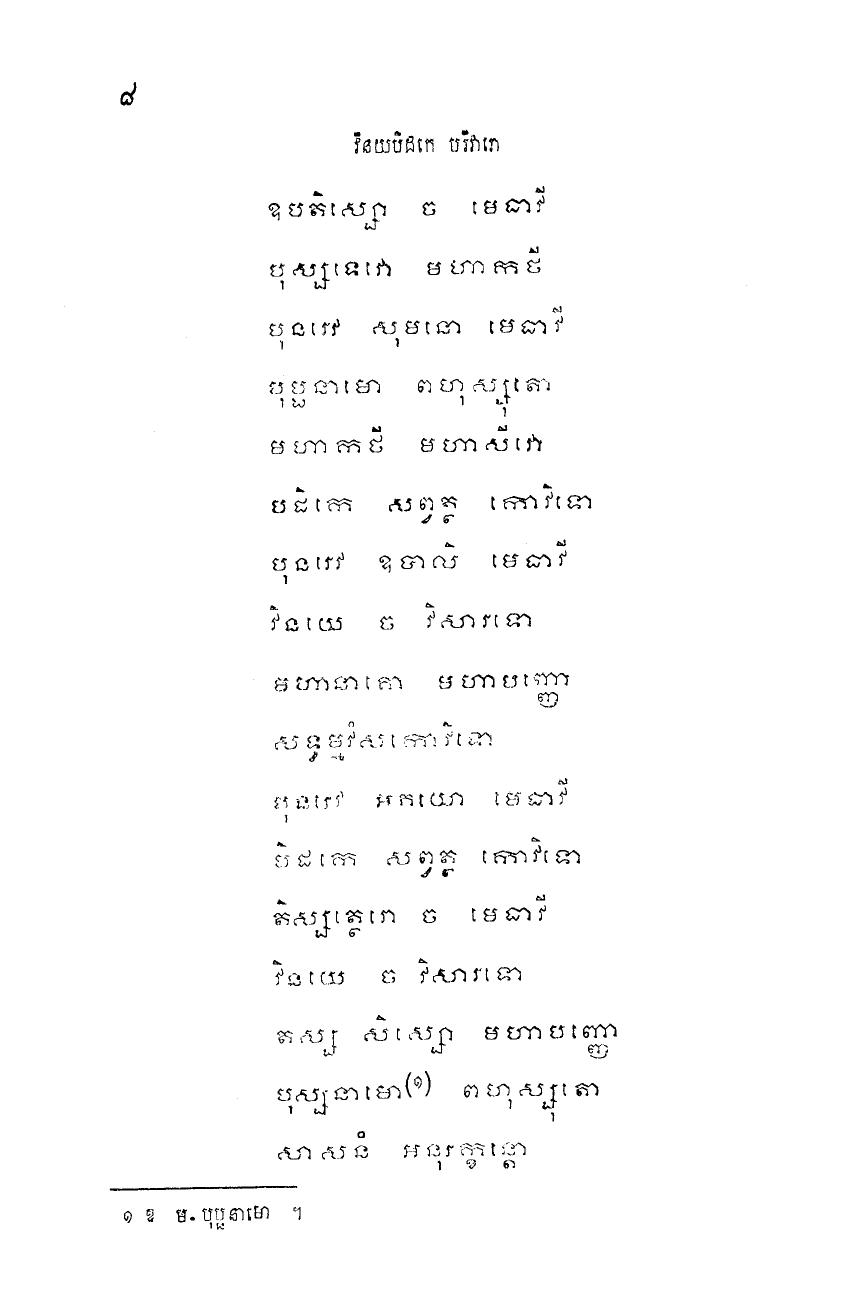 ៨
វិនយបិដកេ បរិវារោ
ឧបតិស្សោ ច មេធាវី
បុស្សទេវោ មហាកថី
បុនរេវ សុមនោ មេធាវី
បុប្ផនាមោ ពហុស្សុតោ
មហាកថី មហាសីវោ
បដិកេ សព្វត្ថ កោវិទោ
បុនរេវ ឧបាលិ មេធាវី
វិនយេ ច វិសារទោ
មហានាគោ មហាបញ្ញោ
សទ្ធម្មវំសកោវិទោ
បុនរេវ អភយោ មេធាវី
បិដកេ សព្វត្ថ កោវិទោ
តិស្សត្ថេរោ ច មេធាវី
វិនយេ ច វិសារទោ
តស្ស សិស្សោ មហាបញ្ញោ
បុស្សនាមោ(១) ពហុស្សុតោ
សាសនំ អនុរក្ខន្តោ
១ ឱ ម. បុប្ផនាមោ ។